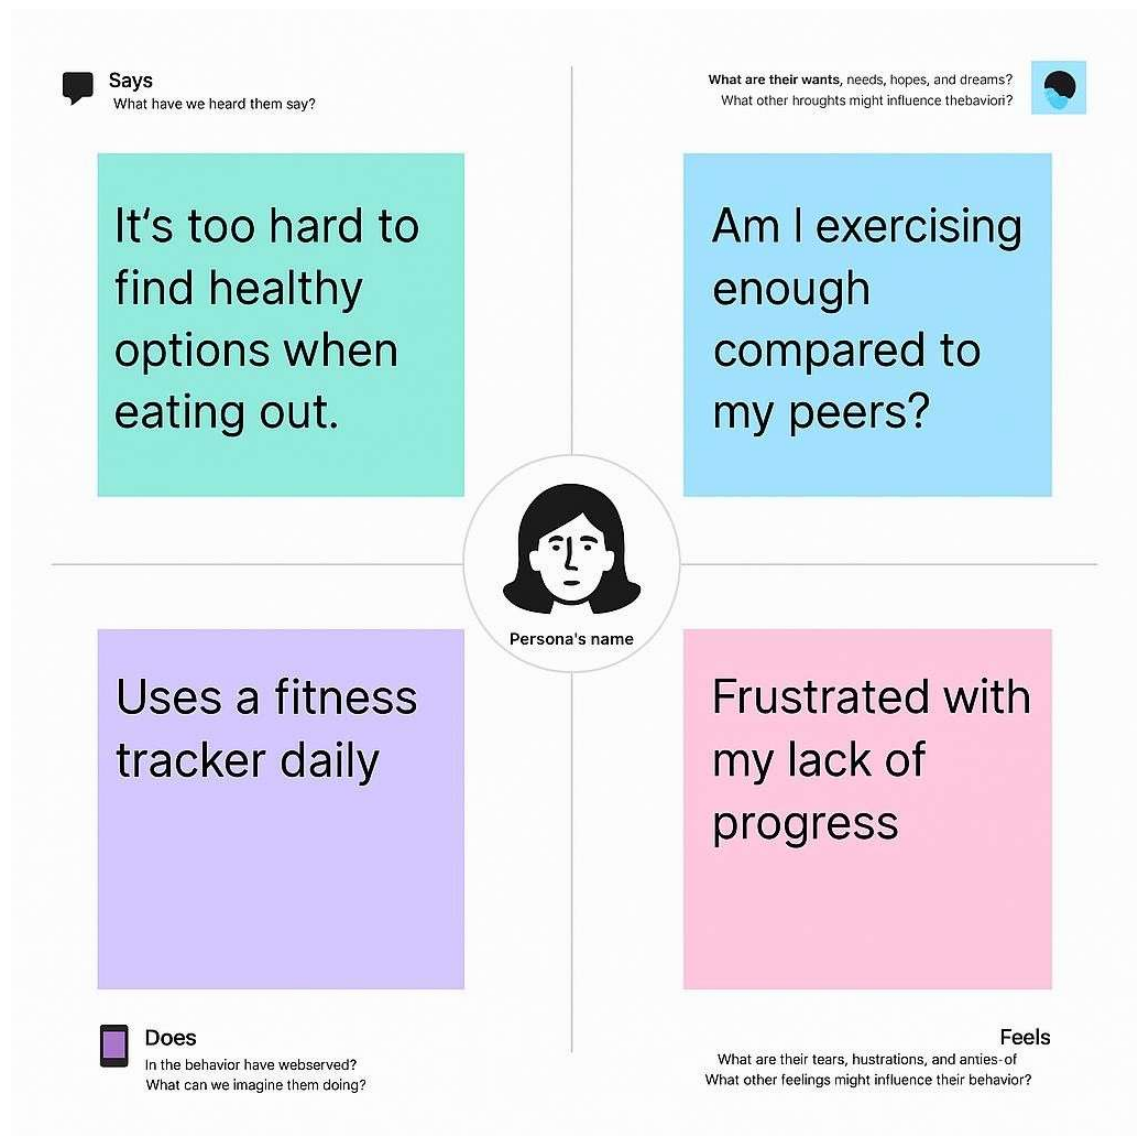 Says
What have we heard them say?
What are their wants, needs, hopes, and dreams?
What other hroughts might influence thebaviori?
It‘s too hard to
find healthy
options when
eating out.
Am I exercising
enough
compared to
my peers?
Persona's name
Uses a fitness
tracker daily
Frustrated with
my lack of
progress
Does
In the behavior have webserved?
What can we imagine them doing?
Feels
What are their tears, hustrations, and anties-of
What other feelings might influence their behavior?